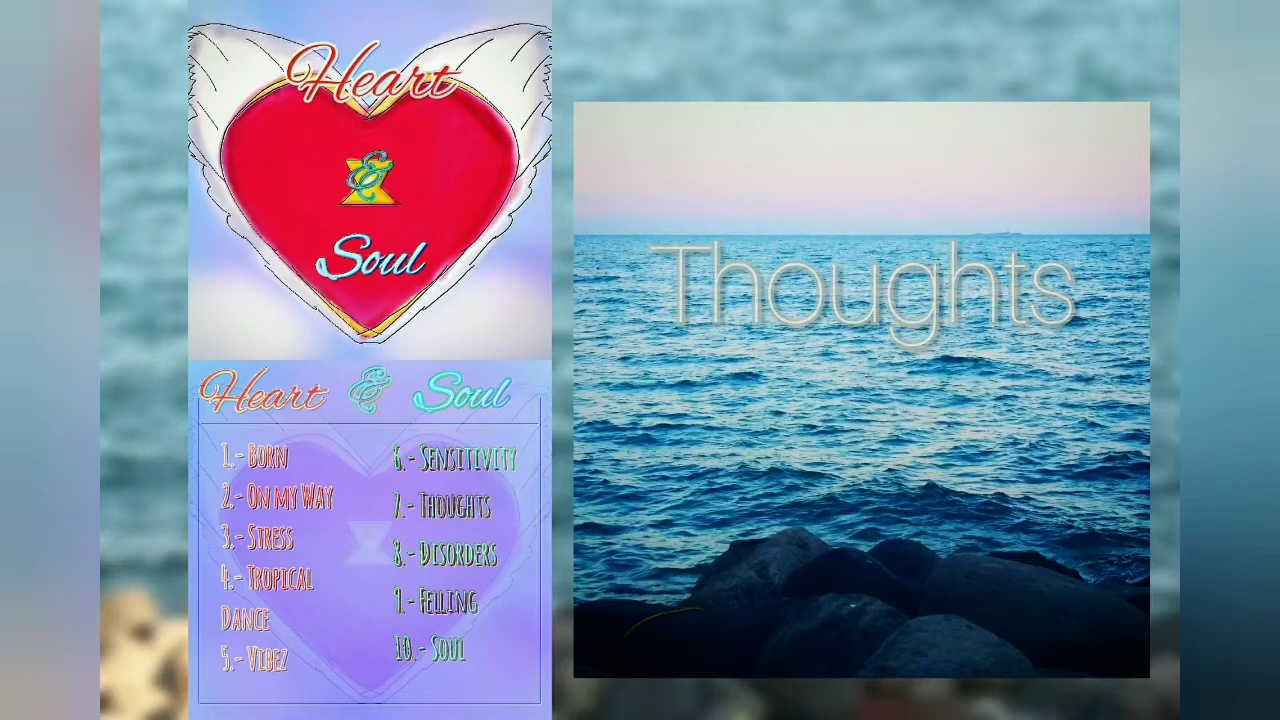 Heart
&
Soul
Heart & Soul
1.- Born
2.- On my Way
3.- Stress
4.- Tropical
Dance
5.- Vibez
6.- Sensitivity
7.- Thoughts
8.- Disorders
9.- Felling
10.- Soul
Thoughts